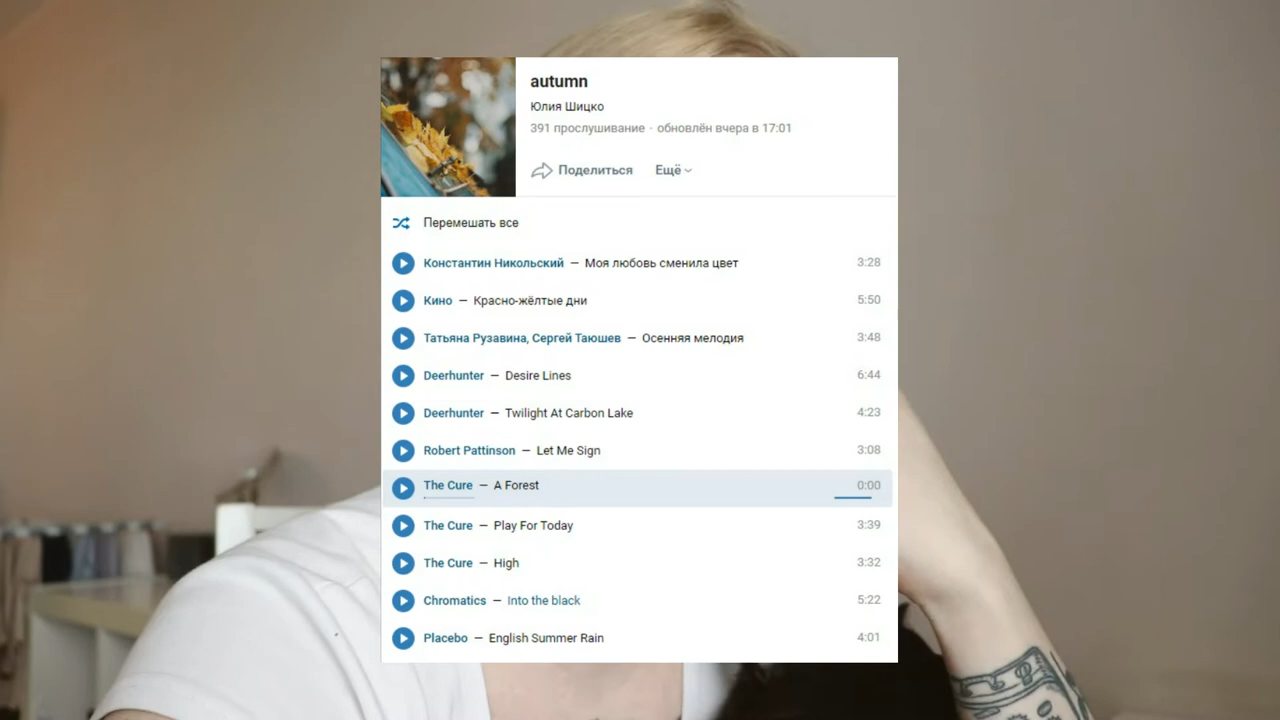 autumn
Юлия Шицко
391 прослушивание · обновлён вчера в 17:01
Поделиться Ещё
Перемешать все
Константин Никольский — Моя любовь сменила цвет 3:28
Кино — Красно-жёлтые дни 5:50
Татьяна Рузавина, Сергей Таюшев — Осенняя мелодия 3:48
Deerhunter — Desire Lines 6:44
Deerhunter — Twilight At Carbon Lake 4:23
Robert Pattinson — Let Me Sign 3:08
The Cure — A Forest 0:00
The Cure — Play For Today 3:39
The Cure — High 3:32
Chromatics — Into the black 5:22
Placebo — English Summer Rain 4:01